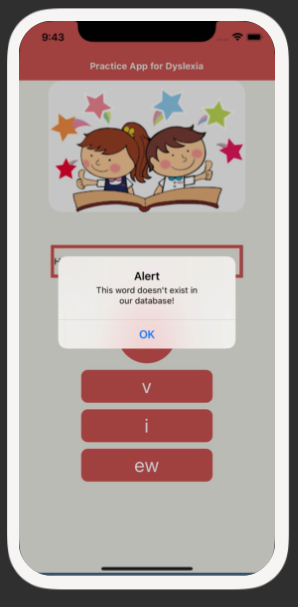 9:43
Practice App for Dyslexia
Alert
This word doesn't exist in
our database!
OK
v
i
ew